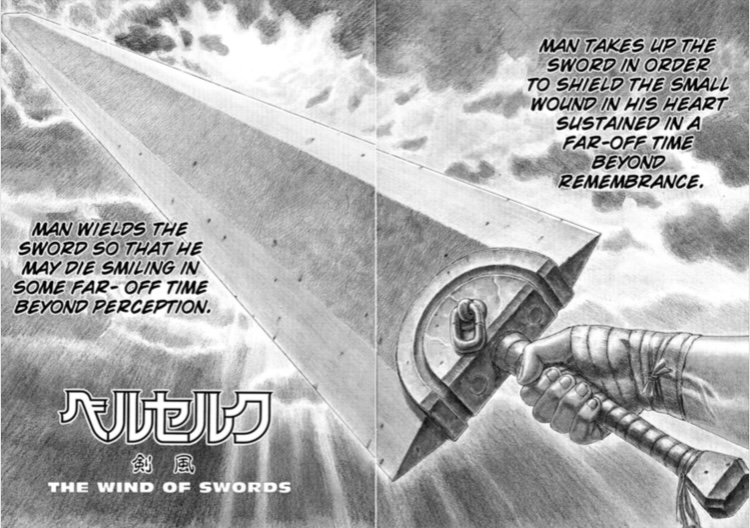 MAN TAKES UP THE
SWORD IN ORDER
TO SHIELD THE SMALL
WOUND IN HIS HEART
SUSTAINED IN A
FAR-OFF TIME
BEYOND
REMEMBRANCE.
MAN WIELDS THE
SWORD SO THAT HE
MAY DIE SMILING IN
SOME FAR- OFF TIME
BEYOND PERCEPTION.
ベルセルク
剣風
THE WIND OF SWORDS